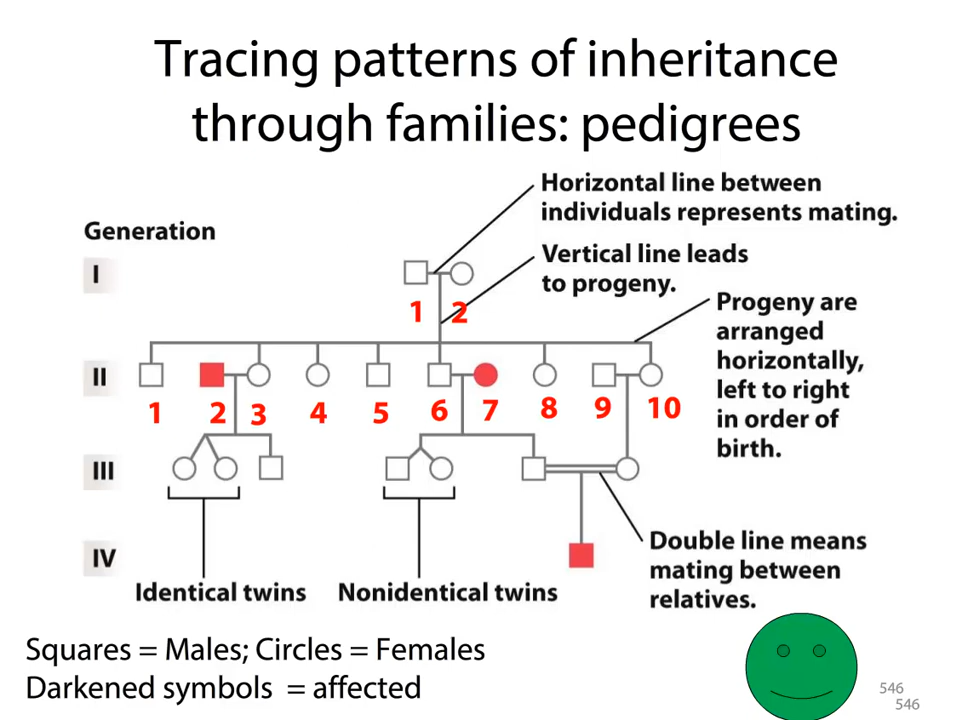 Tracing patterns of inheritance
through families: pedigrees
Horizontal line between
individuals represents mating.
Generation
Vertical line leads
to progeny.
I
1 2
Progeny are
arranged
horizontally,
left to right
in order of
birth.
II
1 2 3 4 5 6 7 8 9 10
III
IV
Double line means
mating between
relatives.
Identical twins
Nonidentical twins
Squares = Males; Circles = Females
Darkened symbols = affected
546
546